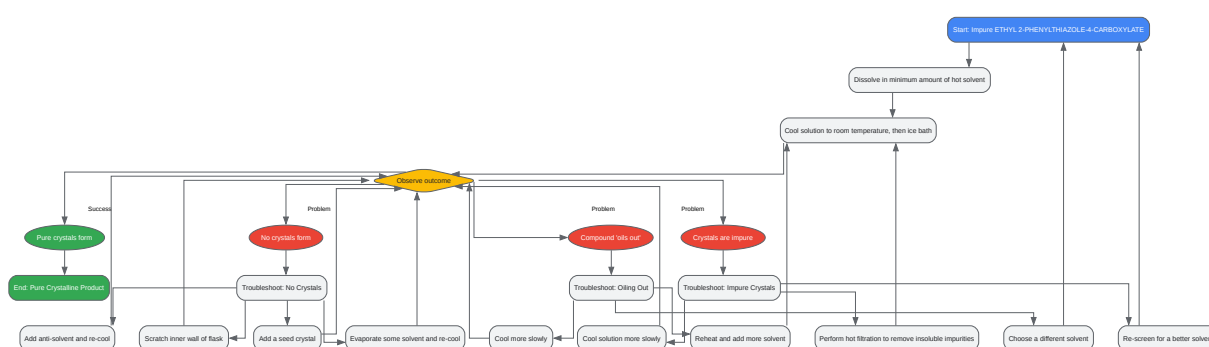 Start: Impure ETHYL 2-PHENYLTHIAZOLE-4-CARBOXYLATE
Dissolve in minimum amount of hot solvent
Cool solution to room temperature, then ice bath
Observe outcome
Success
Problem
Problem
Problem
Pure crystals form
No crystals form
Compound 'oils out'
Crystals are impure
End: Pure Crystalline Product
Troubleshoot: No Crystals
Troubleshoot: Oiling Out
Troubleshoot: Impure Crystals
Add anti-solvent and re-cool
Scratch inner wall of flask
Add a seed crystal
Evaporate some solvent and re-cool
Cool more slowly
Cool solution more slowly
Reheat and add more solvent
Perform hot filtration to remove insoluble impurities
Choose a different solvent
Re-screen for a better